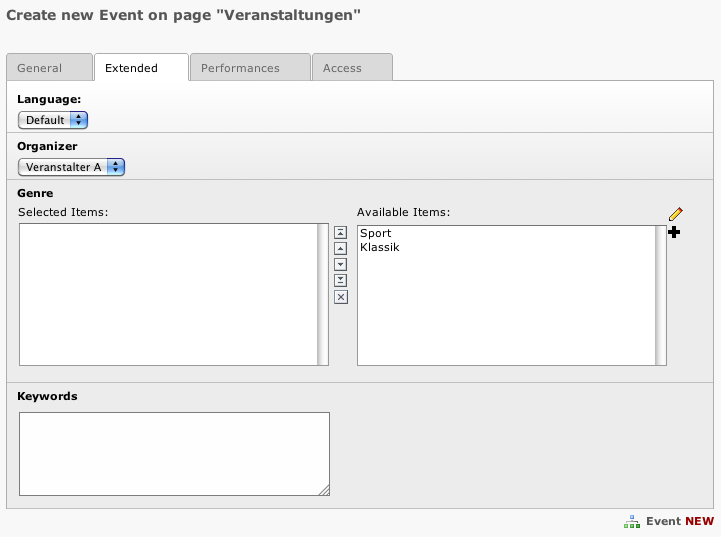 Create new Event on page "Veranstaltungen"
General Extended Performances Access
Language:
Default
Organizer
Veranstalter A
Genre
Selected Items: Available Items:
Sport
Klassik
Keywords
Event NEW